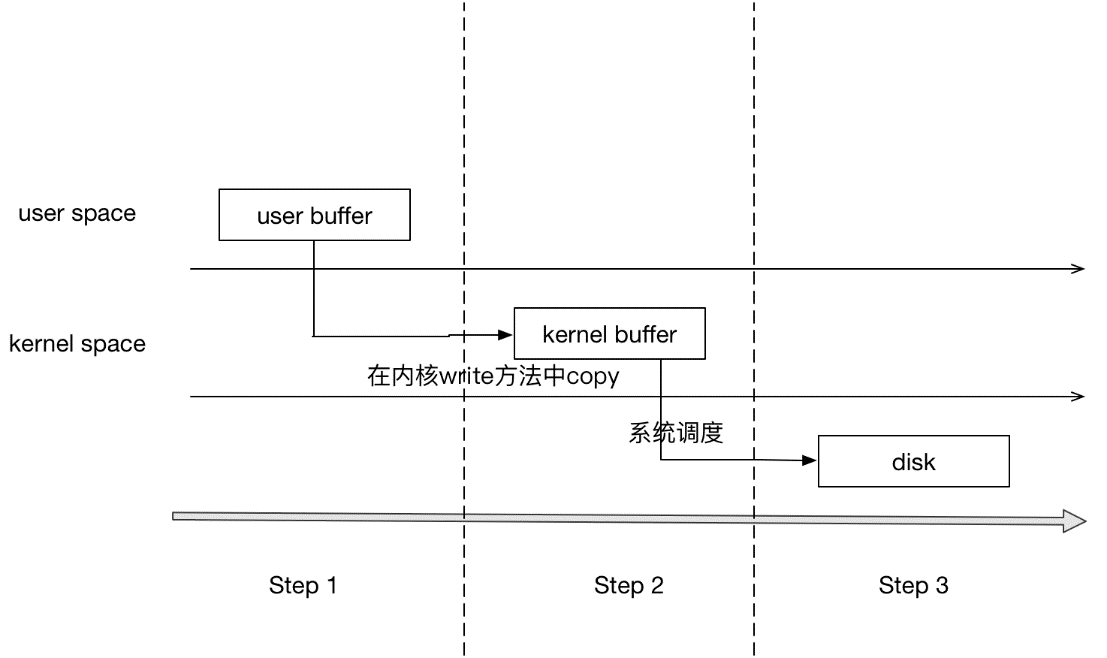 user space
user buffer
kernel space
kernel buffer
在内核write方法中copy
系统调度
disk
Step 1
Step 2
Step 3